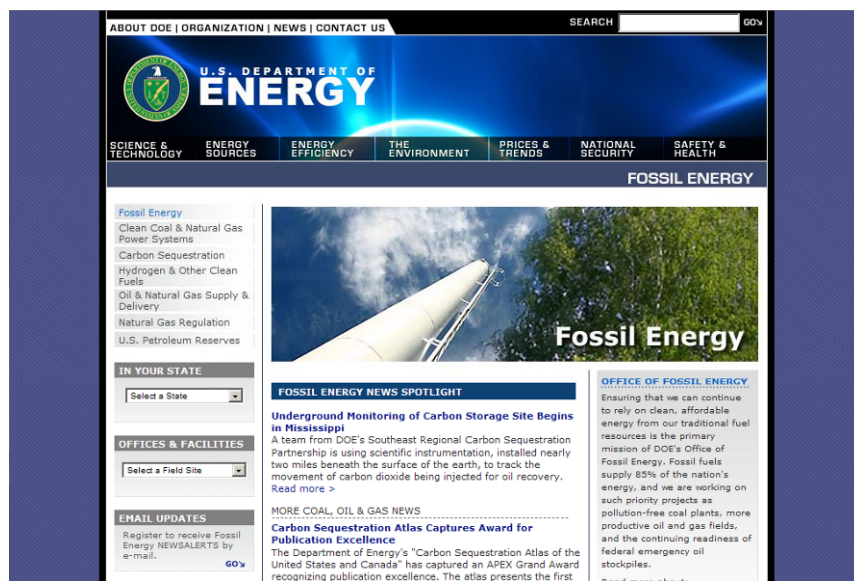 ABOUT DOE | ORGANIZATION | NEWS | CONTACT US
SEARCH
GO
U.S. DEPARTMENT OF
ENERGY
SCIENCE &
TECHNOLOGY
ENERGY
SOURCES
ENERGY
EFFICIENCY
THE
ENVIRONMENT
PRICES &
TRENDS
NATIONAL
SECURITY
SAFETY &
HEALTH
FOSSIL ENERGY
Fossil Energy
Clean Coal & Natural Gas
Power Systems
Carbon Sequestration
Hydrogen & Other Clean
Fuels
Oil & Natural Gas Supply &
Delivery
Natural Gas Regulation
U.S. Petroleum Reserves
IN YOUR STATE
Select a State
OFFICES & FACILITIES
Select a Field Site
EMAIL UPDATES
Register to receive Fossil
Energy NEWSALERTS by
e-mail.
GO
Fossil Energy
FOSSIL ENERGY NEWS SPOTLIGHT
Underground Monitoring of Carbon Storage Site Begins
in Mississippi
A team from DOE's Southeast Regional Carbon Sequestration
Partnership is using scientific instrumentation, installed nearly
two miles beneath the surface of the earth, to track the
movement of carbon dioxide being injected for oil recovery.
Read more >
MORE COAL, OIL & GAS NEWS
Carbon Sequestration Atlas Captures Award for
Publication Excellence
The Department of Energy's "Carbon Sequestration Atlas of the
United States and Canada" has captured an APEX Grand Award
recognizing publication excellence. The atlas presents the first
OFFICE OF FOSSIL ENERGY
Ensuring that we can continue
to rely on clean, affordable
energy from our traditional fuel
resources is the primary
mission of DOE's Office of
Fossil Energy. Fossil fuels
supply 85% of the nation's
energy, and we are working on
such priority projects as
pollution-free coal plants, more
productive oil and gas fields,
and the continuing readiness of
federal emergency oil
stockpiles.